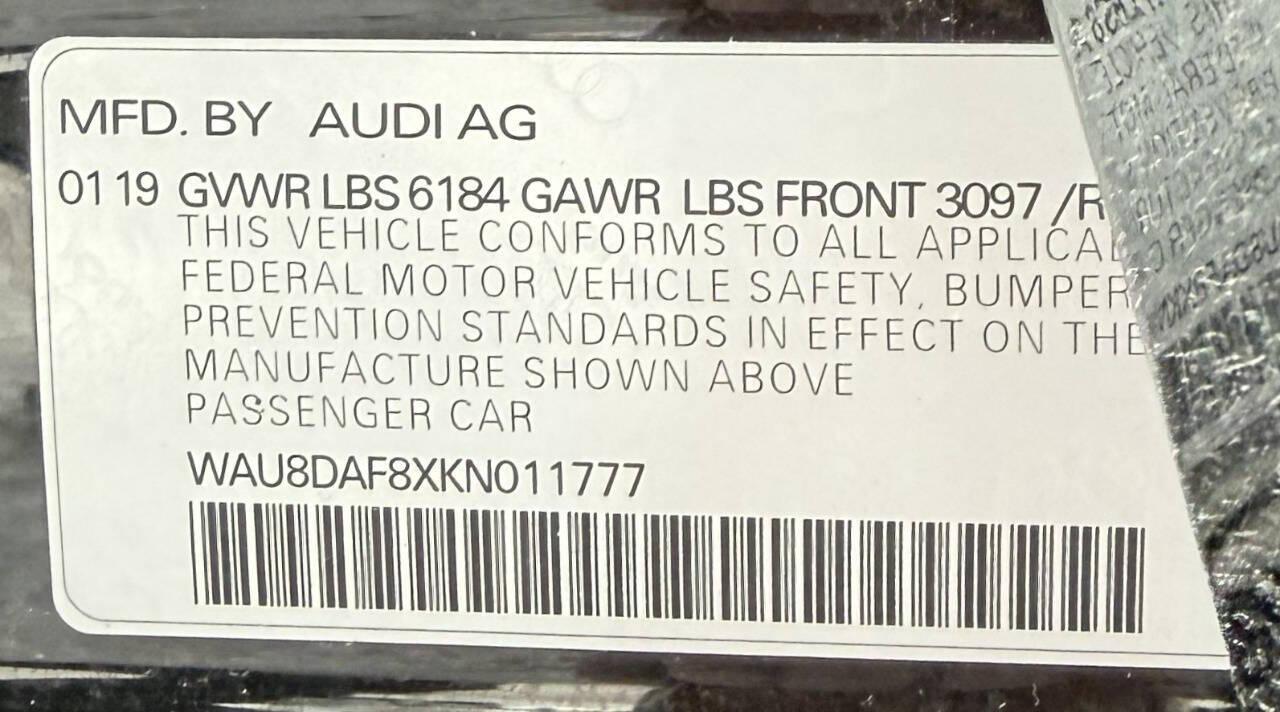 MFD. BY AUDI AG
01 19 GVWR LBS 6184 GAWR LBS FRONT 3097 /R
THIS VEHICLE CONFORMS TO ALL
FEDERAL MOTOR VEHICLE SAFETY, BUMPER
PREVENTION STANDARDS IN EFFECT ON THE
MANUFACTURE SHOWN ABOVE
PASSENGER CAR
WAU8DAF8XKN011777